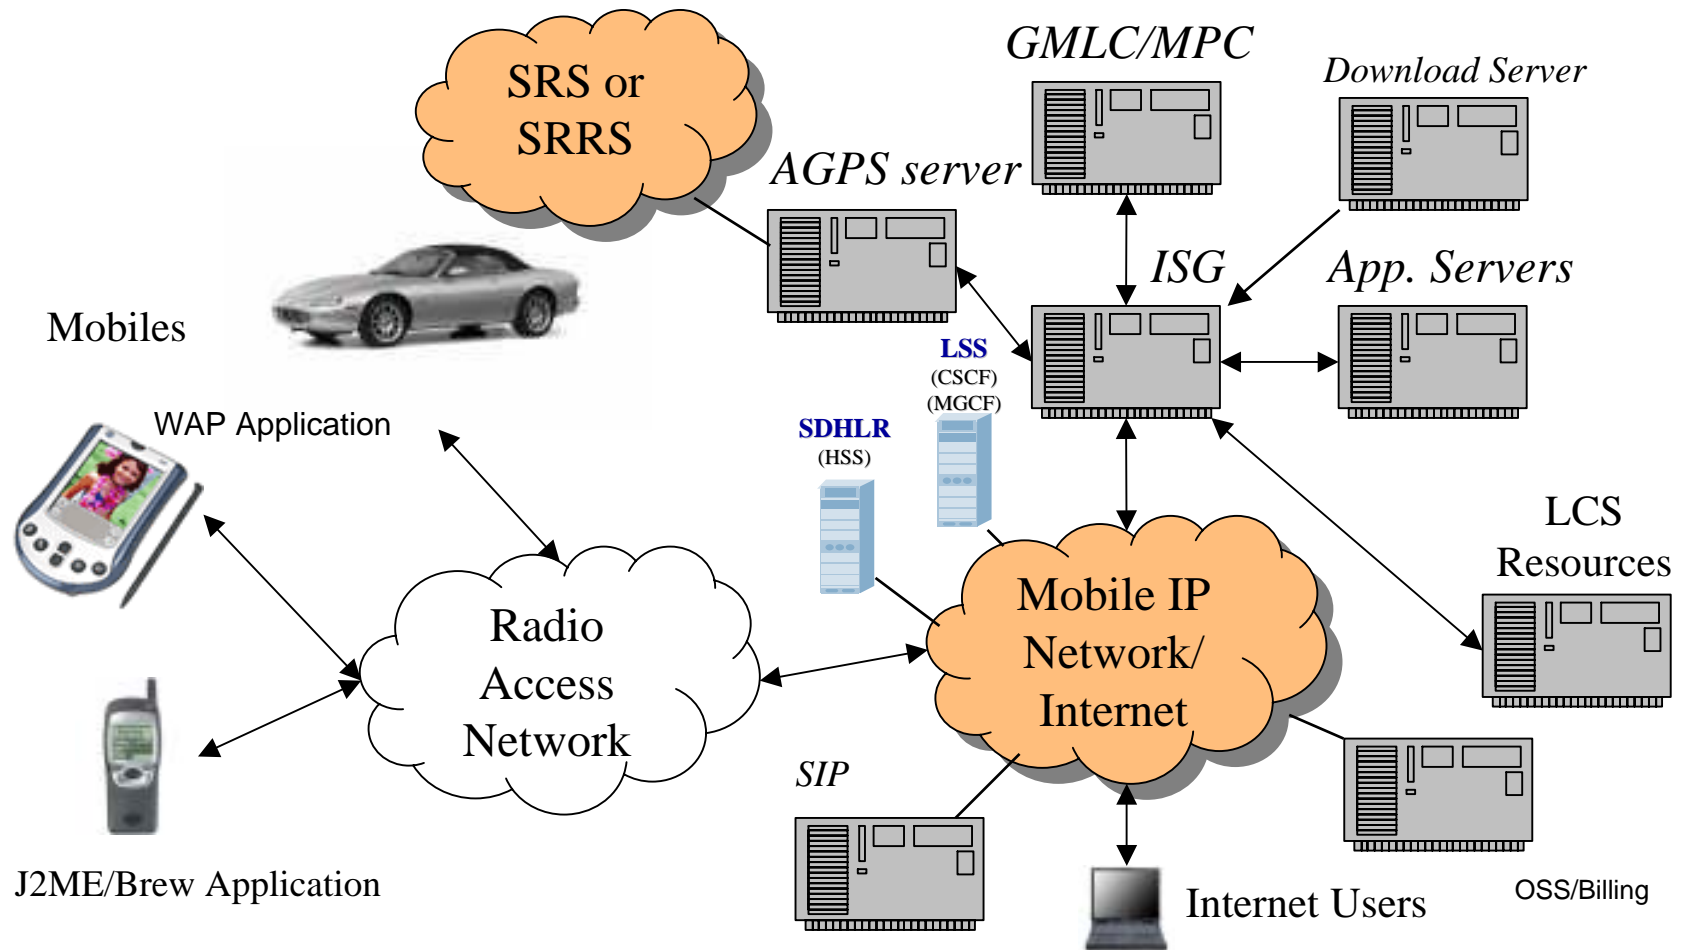 SRS or
SRRS
GMLC/MPC
Download Server
AGPS server
ISG
App. Servers
Mobiles
LSS
(CSCF)
(MGCF)
WAP Application
SDHLR
(HSS)
LCS
Resources
Radio
Access
Network
Mobile IP
Network/
Internet
SIP
J2ME/Brew Application
Internet Users
OSS/Billing